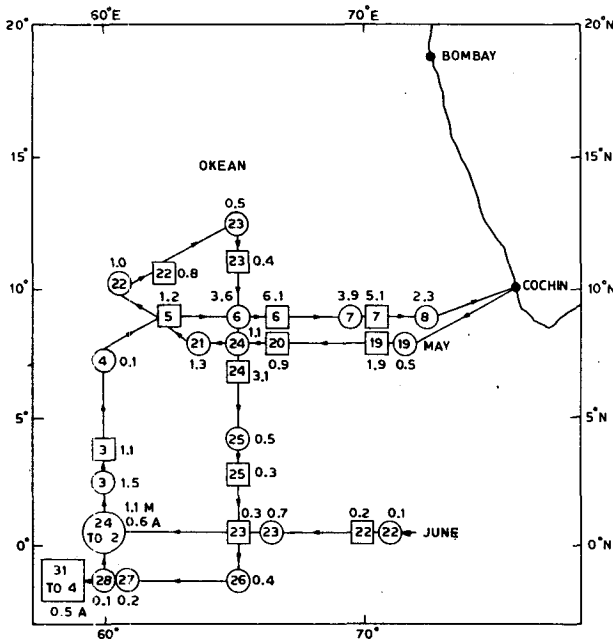 60°E 70°E
20° 20°N
BOMBAY
15° 15°N
OKEAN
0.5
23
1.0
22 22 0.8 23 0.4
10° 10°N
1.2 3.6 6.1 3.9 5.1 2.3 COCHIN
5 6 6 7 7 8
1.1
21 24 20 19 19 MAY
4 0.1 1.3 0.9 1.9 0.5
24 3.1
5° 5°N
25 0.5
3 1.1
25 0.3
3 1.5
1.1 M
0.6 A 0.3 0.7 0.2 0.1
24
TO 2 23 23 22 22 JUNE
0° 0°N
31
TO 4 28 27 26 0.4
0.5 A 0.1 0.2
60° 70°